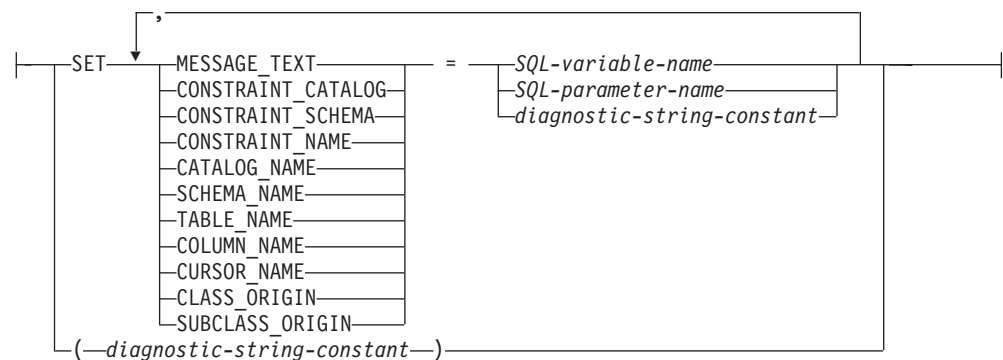 ,
SET MESSAGE_TEXT = SQL-variable-name
CONSTRAINT_CATALOG SQL-parameter-name
CONSTRAINT_SCHEMA diagnostic-string-constant
CONSTRAINT_NAME
CATALOG_NAME
SCHEMA_NAME
TABLE_NAME
COLUMN_NAME
CURSOR_NAME
CLASS_ORIGIN
SUBCLASS_ORIGIN
( diagnostic-string-constant )